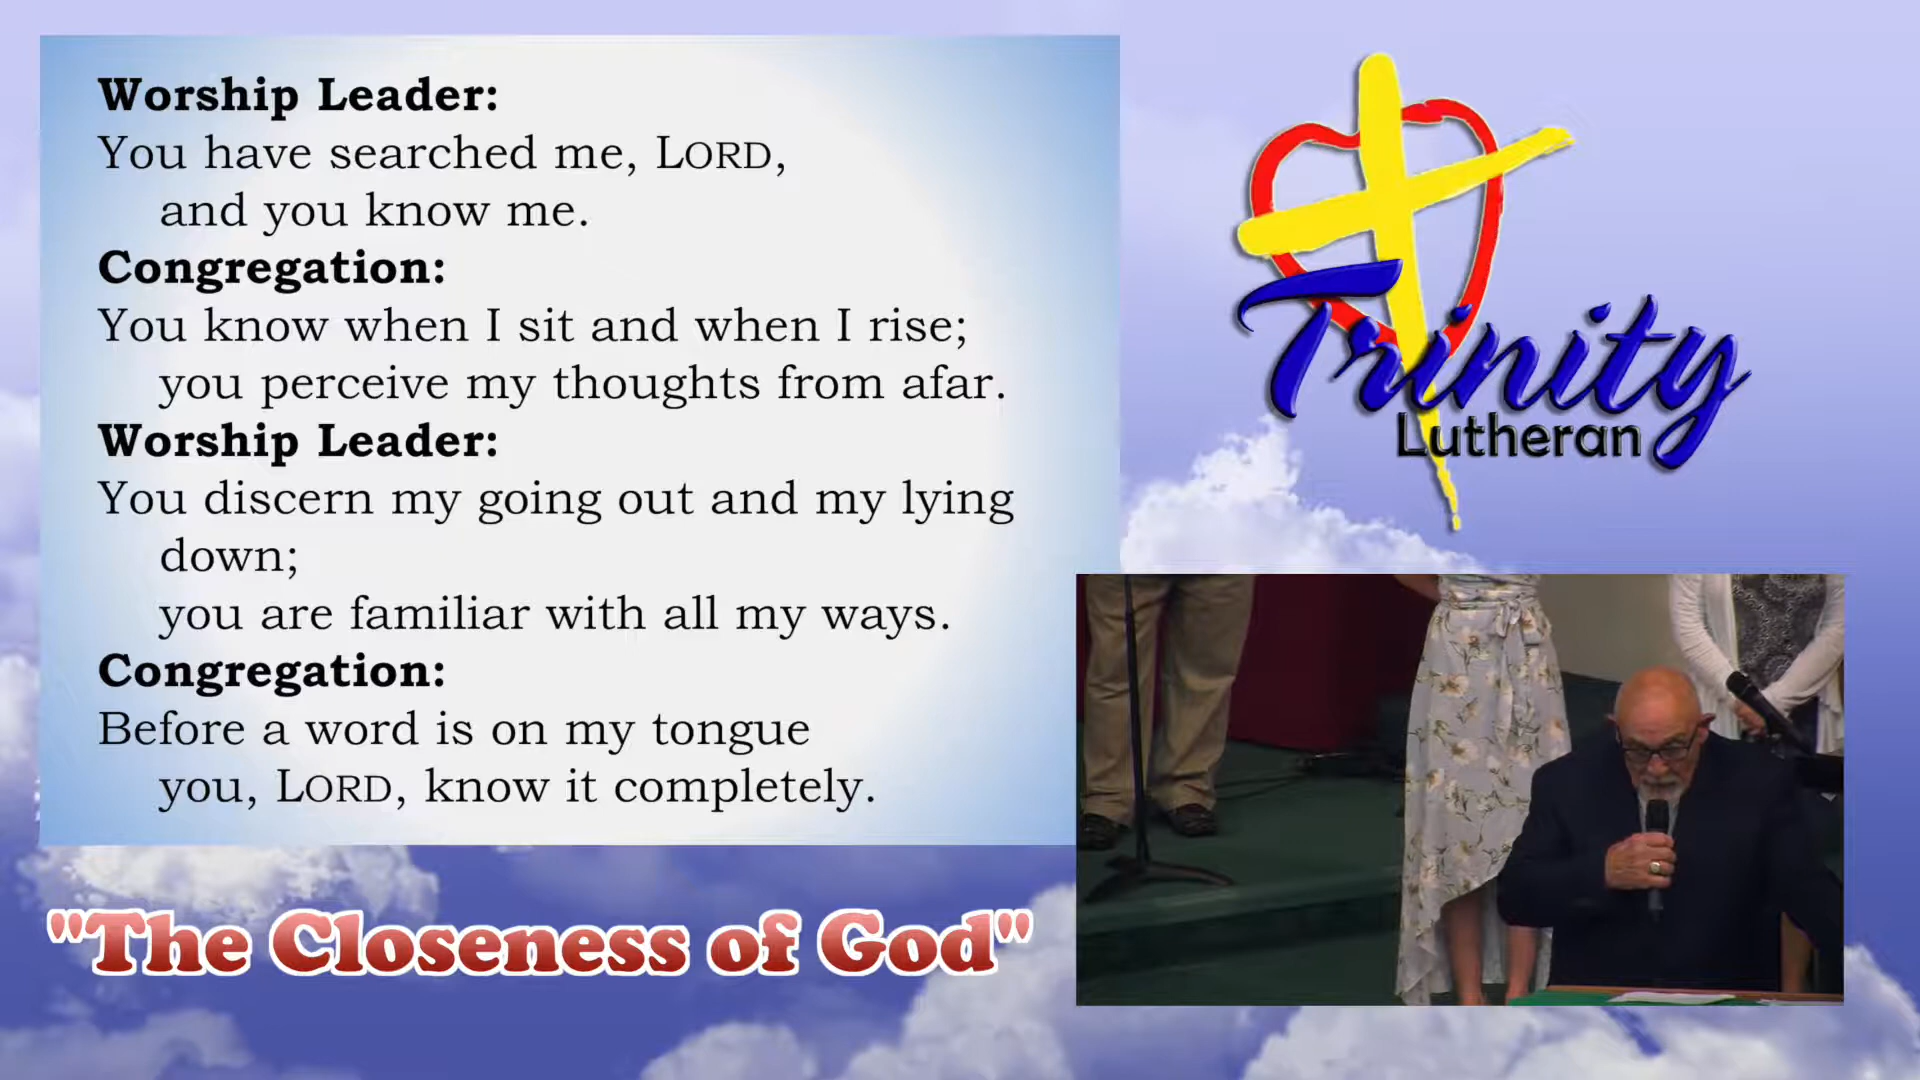 Worship Leader:
You have searched me, LORD,
and you know me.
Congregation:
You know when I sit and when I rise;
you perceive my thoughts from afar.
Worship Leader:
You discern my going out and my lying
down;
you are familiar with all my ways.
Congregation:
Before a word is on my tongue
you, LORD, know it completely.
"The Closeness of God"
Trinity
Lutheran